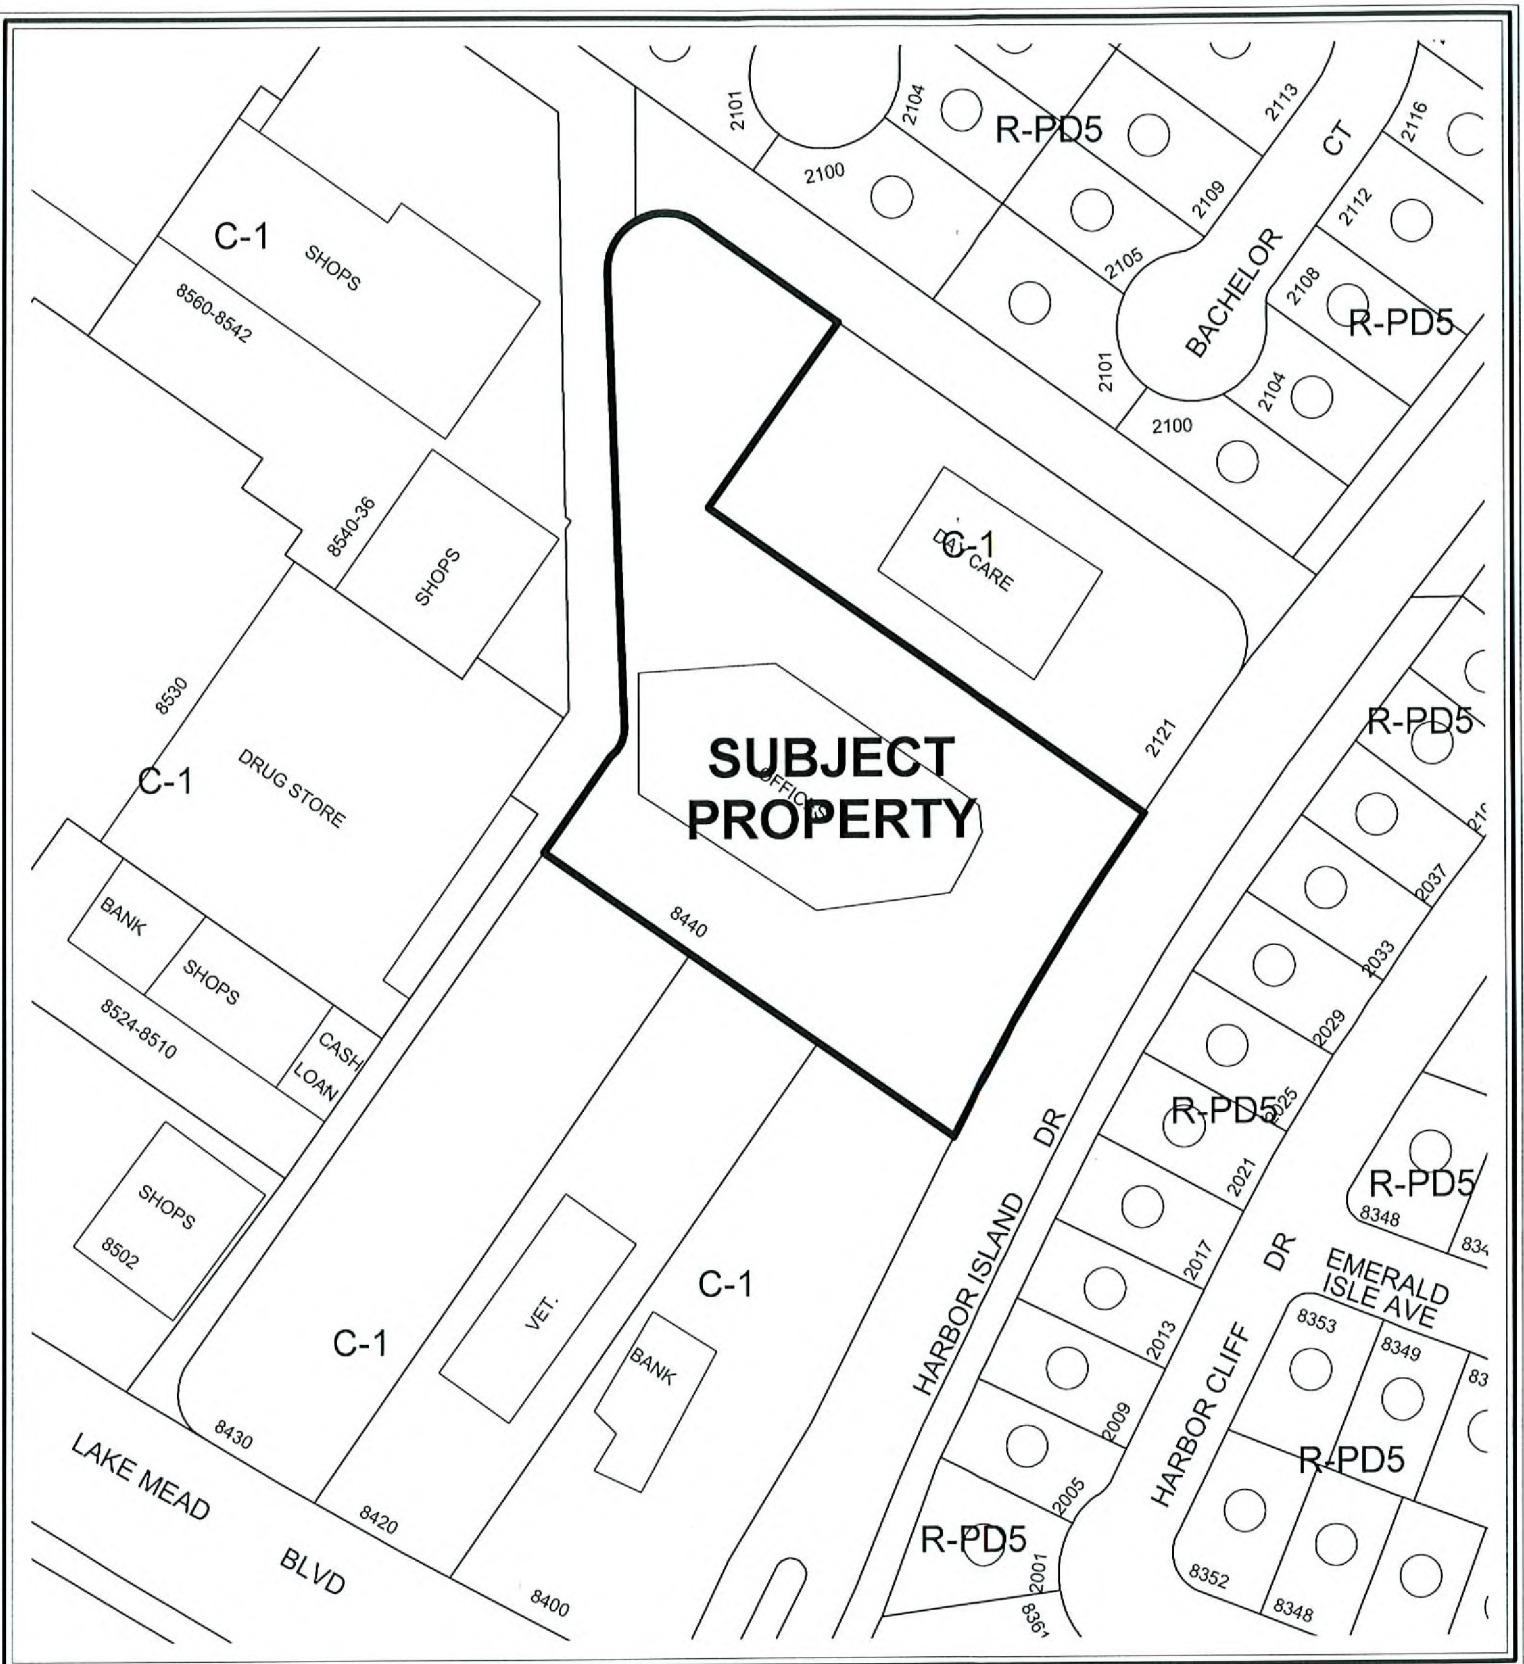 2101
2104
R-PD5
2113
2116
CT
2100
2109
2112
C-1
SHOPS
8560-8542
2105
BACHELOR
2108
R-PD5
2101
2104
2100
8540-36
SHOPS
C-1
DAY CARE
8530
2121
R-PD5
DRUG STORE
C-1
SUBJECT
PROPERTY
OFFICES
2037
BANK
8440
SHOPS
2033
8524-8510
CASH
LOAN
2029
2025
R-PD5
DR
2021
R-PD5
SHOPS
8502
8348
HARBOR ISLAND
2017
DR
EMERALD
ISLE AVE
C-1
VET.
2013
8353
8349
C-1
BANK
HARBOR CLIFF
8430
2009
R-PD5
LAKE MEAD
BLVD
8420
2005
R-PD5
2001
8352
8348
8400
8361